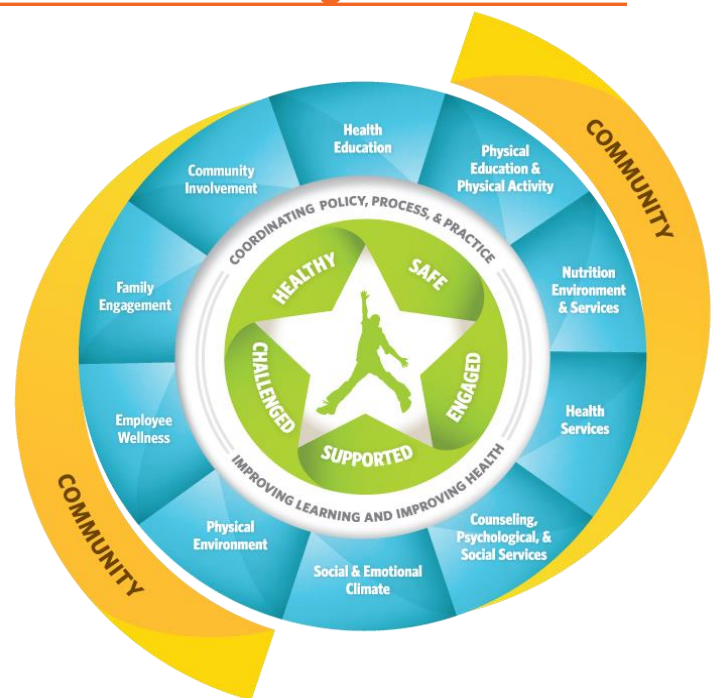 COMMUNITY
Health
Education
Physical
Education &
Physical Activity
Nutrition
Environment
& Services
Health
Services
Counseling,
Psychological, &
Social Services
Social & Emotional
Climate
Physical
Environment
Employee
Wellness
Family
Engagement
Community
Involvement
COORDINATING POLICY, PROCESS, & PRACTICE
HEALTHY
SAFE
ENGAGED
SUPPORTED
CHALLENGED
IMPROVING LEARNING AND IMPROVING HEALTH
COMMUNITY